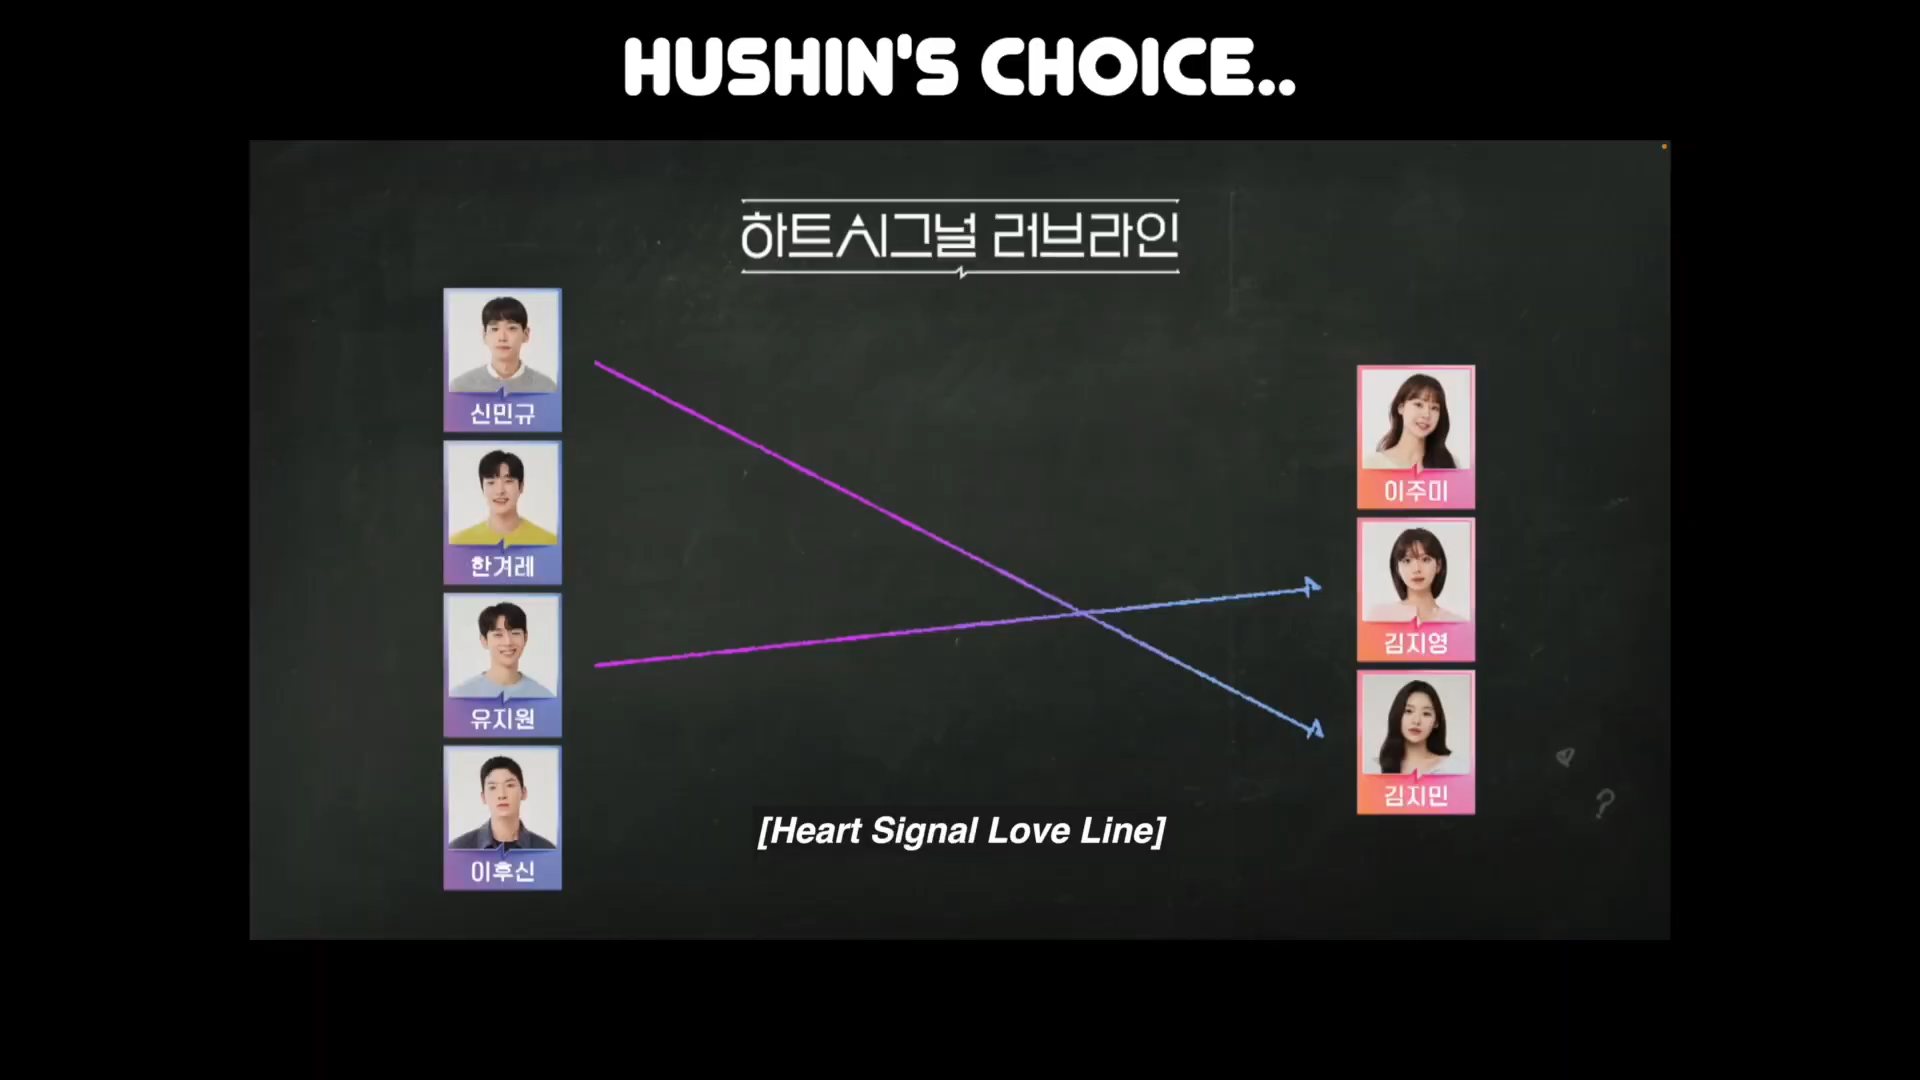 HUSHIN'S CHOICE..
하트시그널 러브라인
신민규
한겨레
유지원
이후신
이주미
김지영
김지민
[Heart Signal Love Line]
?